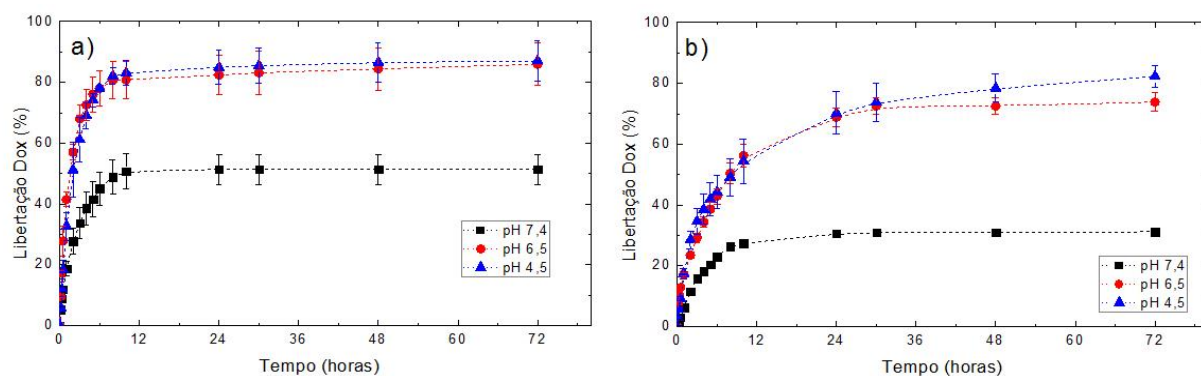 a)
Libertação Dox (%)
100
80
60
40
20
0
pH 7,4
pH 6,5
pH 4,5
0 12 24 36 48 60 72
Tempo (horas)
b)
Libertação Dox (%)
100
80
60
40
20
0
pH 7,4
pH 6,5
pH 4,5
0 12 24 36 48 60 72
Tempo (horas)